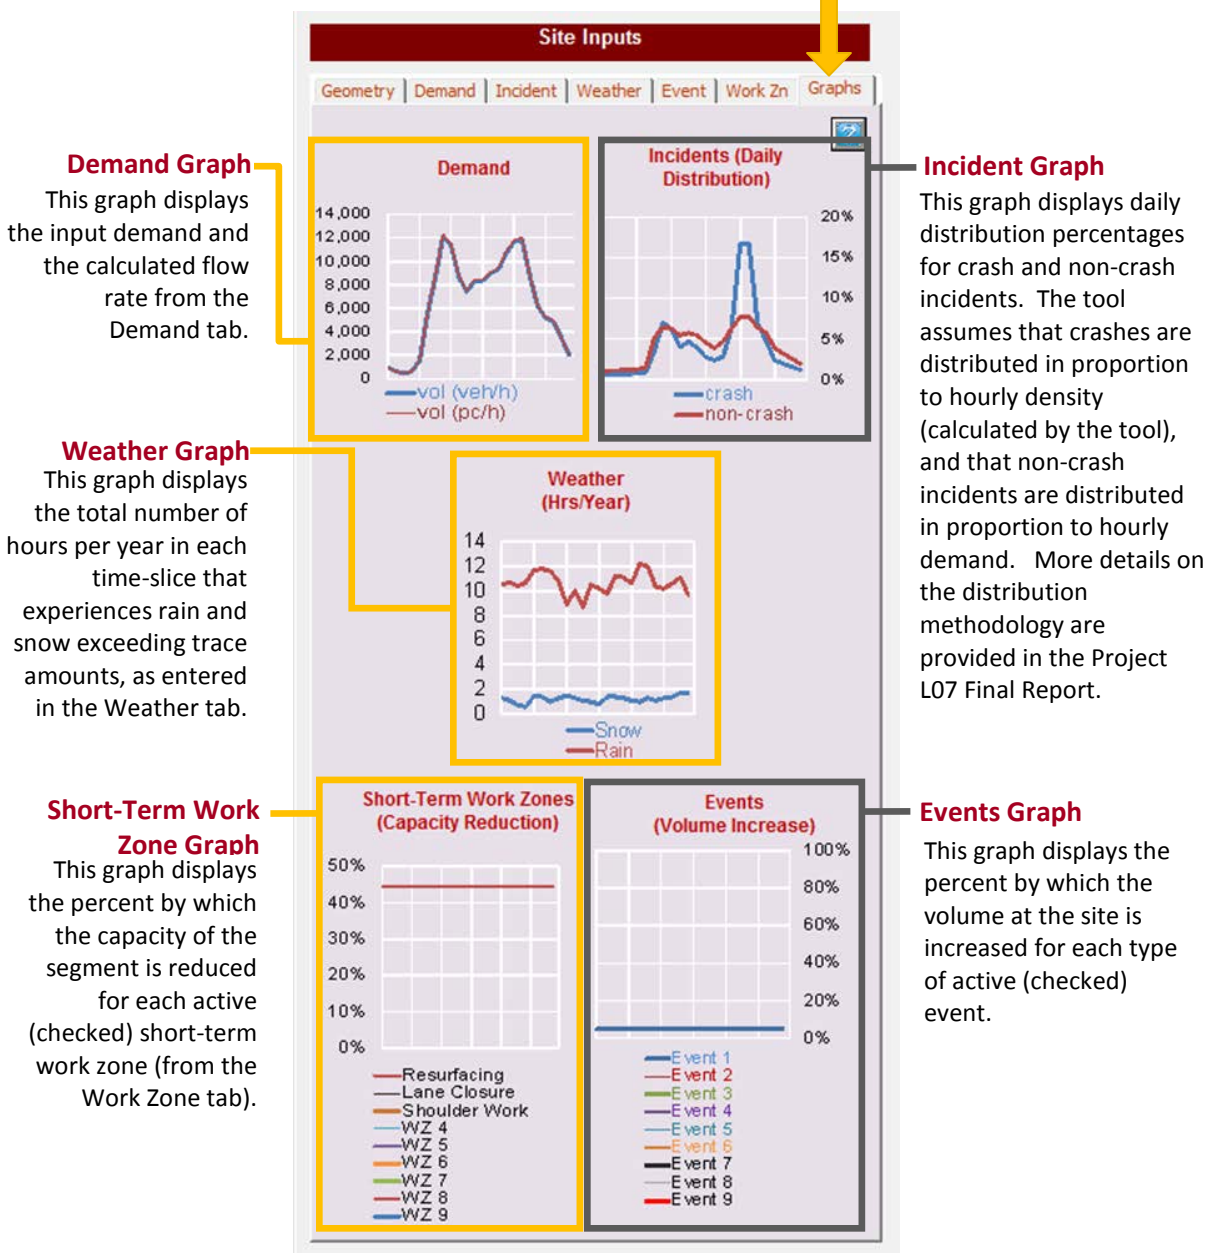 Site Inputs
Geometry
Demand
Incident
Weather
Event
Work Zn
Graphs
Demand Graph
This graph displays
the input demand and
the calculated flow
rate from the
Demand tab.
Demand
14,000
12,000
10,000
8,000
6,000
4,000
2,000
0
vol (veh/h)
vol (pc/h)
Incidents (Daily
Distribution)
20%
15%
10%
5%
0%
crash
non-crash
Incident Graph
This graph displays daily
distribution percentages
for crash and non-crash
incidents.  The tool
assumes that crashes are
distributed in proportion
to hourly density
(calculated by the tool),
and that non-crash
incidents are distributed
in proportion to hourly
demand.   More details on
the distribution
methodology are
provided in the Project
L07 Final Report.
Weather Graph
This graph displays
the total number of
hours per year in each
time-slice that
experiences rain and
snow exceeding trace
amounts, as entered
in the Weather tab.
Weather
(Hrs/Year)
14
12
10
8
6
4
2
0
Snow
Rain
Short-Term Work
Zone Graph
This graph displays
the percent by which
the capacity of the
segment is reduced
for each active
(checked) short-term
work zone (from the
Work Zone tab).
Short-Term Work Zones
(Capacity Reduction)
50%
40%
30%
20%
10%
0%
Resurfacing
Lane Closure
Shoulder Work
WZ 4
WZ 5
WZ 6
WZ 7
WZ 8
WZ 9
Events
(Volume Increase)
100%
80%
60%
40%
20%
0%
Event 1
Event 2
Event 3
Event 4
Event 5
Event 6
Event 7
Event 8
Event 9
Events Graph
This graph displays the
percent by which the
volume at the site is
increased for each type
of active (checked)
event.